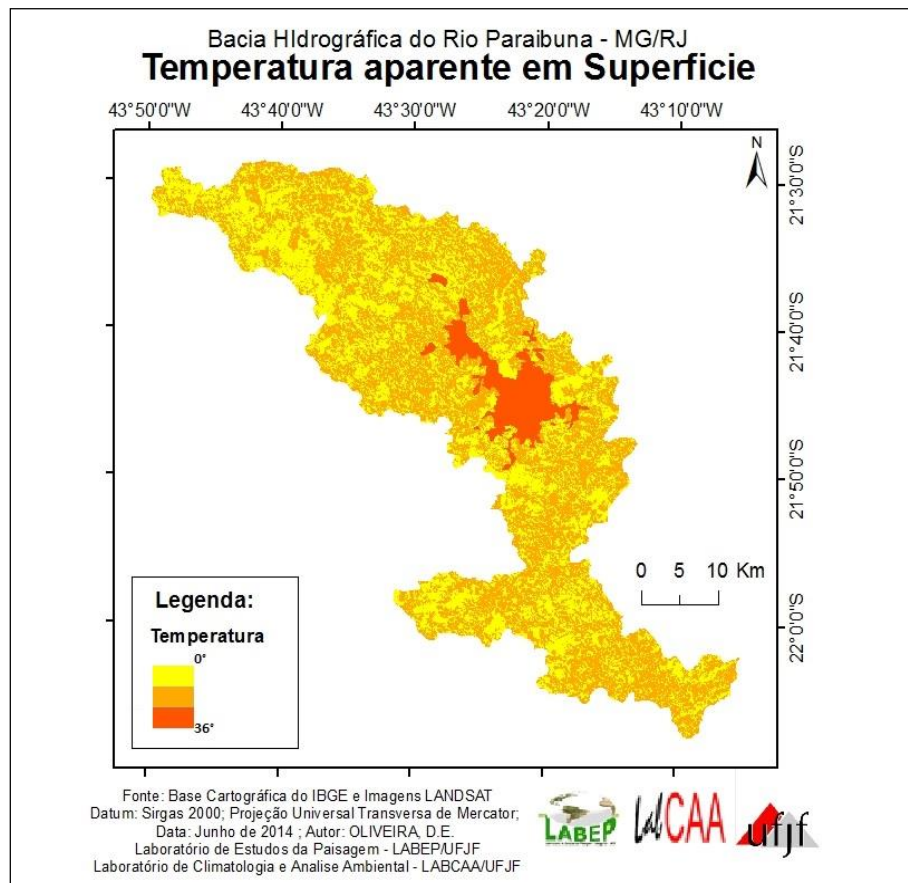 Bacia HIdrográfica do Rio Paraibuna - MG/RJ
Temperatura aparente em Superficie
43°50'0"W 43°40'0"W 43°30'0"W 43°20'0"W 43°10'0"W
N
21°30'0"S
21°40'0"S
21°50'0"S
22°0'0"S
0 5 10 Km
Legenda:
Temperatura
0°
36°
Fonte: Base Cartográfica do IBGE e Imagens LANDSAT
Datum: Sirgas 2000; Projeção Universal Transversa de Mercator;
Data: Junho de 2014 ; Autor: OLIVEIRA, D.E.
Laboratório de Estudos da Paisagem - LABEP/UFJF
Laboratório de Climatologia e Analise Ambiental - LABCAA/UFJF
LABEP
LabCAA
ufjf